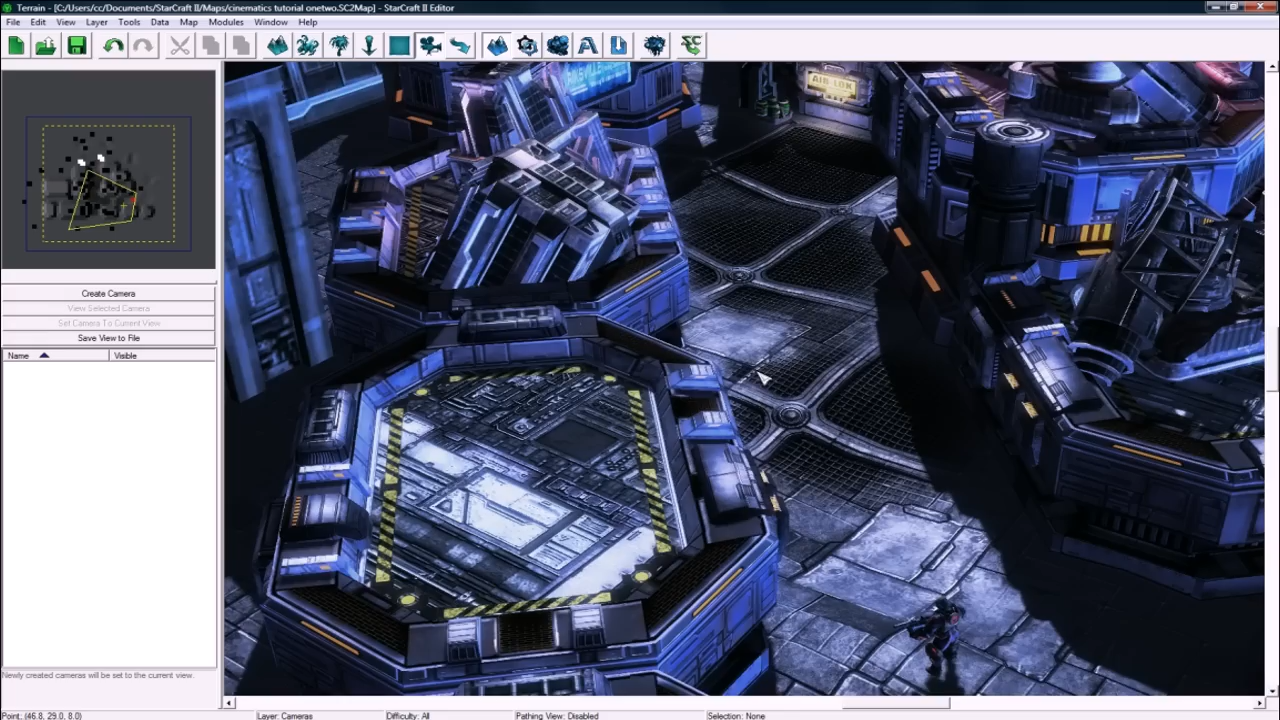 Terrain - [C:/Users/cc/Documents/StarCraft II/Maps/cinematics tutorial onetwo.SC2Map] - StarCraft II Editor
File Edit View Layer Tools Data Map Modules Window Help
AIR-LOK
Create Camera
View Selected Camera
Set Camera To Current View
Save View to File
Name Visible
Newly created cameras will be set to the current view.
Point: (46.8, 29.0, 8.0) Layer: Cameras Difficulty: All Pathing View: Disabled Selection: None